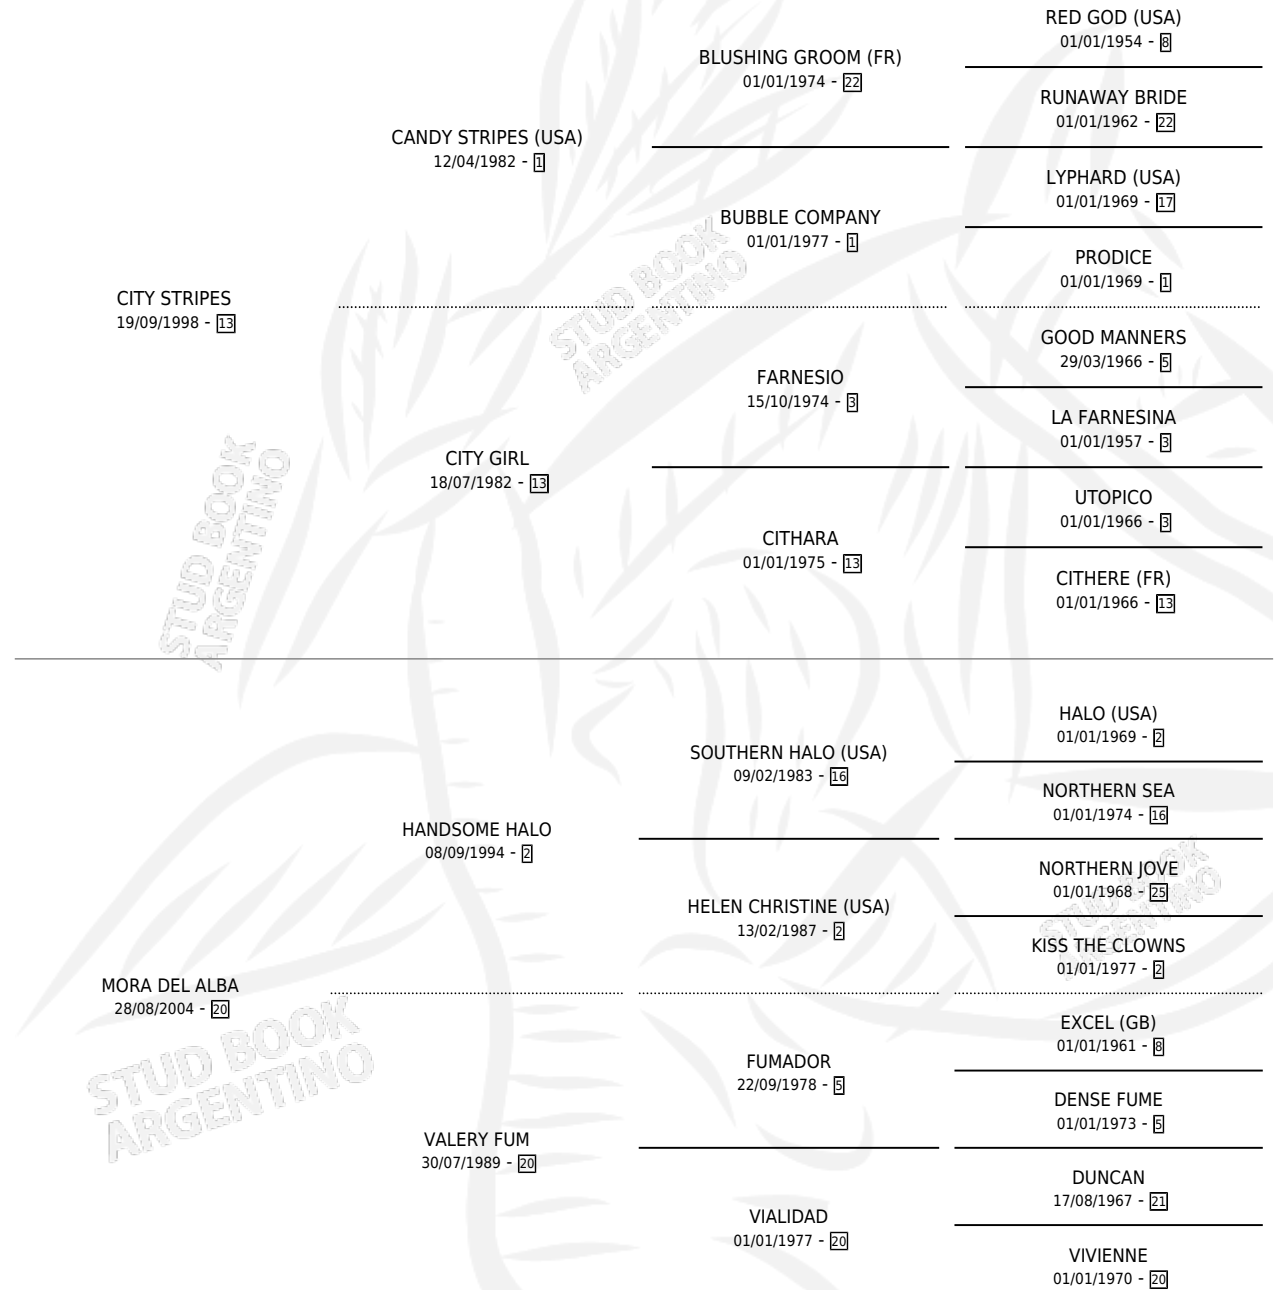 RED GOD (USA)
01/01/1954 - 8
BLUSHING GROOM (FR)
01/01/1974 - 22
RUNAWAY BRIDE
01/01/1962 - 22
CANDY STRIPES (USA)
12/04/1982 - 1
LYPHARD (USA)
01/01/1969 - 17
BUBBLE COMPANY
01/01/1977 - 1
PRODICE
01/01/1969 - 1
CITY STRIPES
19/09/1998 - 13
STUD BOOK
ARGENTINO
GOOD MANNERS
29/03/1966 - 5
FARNESIO
15/10/1974 - 3
LA FARNESINA
01/01/1957 - 3
CITY GIRL
18/07/1982 - 13
UTOPICO
01/01/1966 - 3
CITHARA
01/01/1975 - 13
CITHERE (FR)
01/01/1966 - 13
STUD BOOK
ARGENTINO
HALO (USA)
01/01/1969 - 2
SOUTHERN HALO (USA)
09/02/1983 - 16
NORTHERN SEA
01/01/1974 - 16
HANDSOME HALO
08/09/1994 - 2
NORTHERN JOVE
01/01/1968 - 25
HELEN CHRISTINE (USA)
13/02/1987 - 2
STUD BOOK
ARGENTINO
KISS THE CLOWNS
01/01/1977 - 2
MORA DEL ALBA
28/08/2004 - 20
STUD BOOK
ARGENTINO
EXCEL (GB)
01/01/1961 - 8
FUMADOR
22/09/1978 - 5
DENSE FUME
01/01/1973 - 5
VALERY FUM
30/07/1989 - 20
DUNCAN
17/08/1967 - 21
VIALIDAD
01/01/1977 - 20
VIVIENNE
01/01/1970 - 20